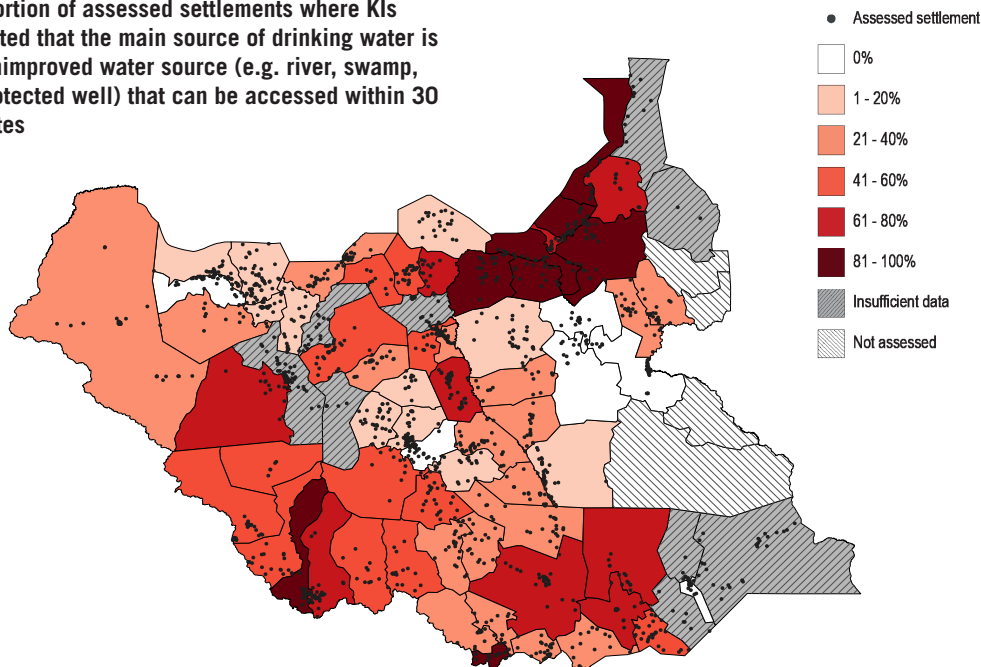 ortion of assessed settlements where KIs
ted that the main source of drinking water is
improved water source (e.g. river, swamp,
otected well) that can be accessed within 30
tes
Assessed settlement
0%
1 - 20%
21 - 40%
41 - 60%
61 - 80%
81 - 100%
Insufficient data
Not assessed